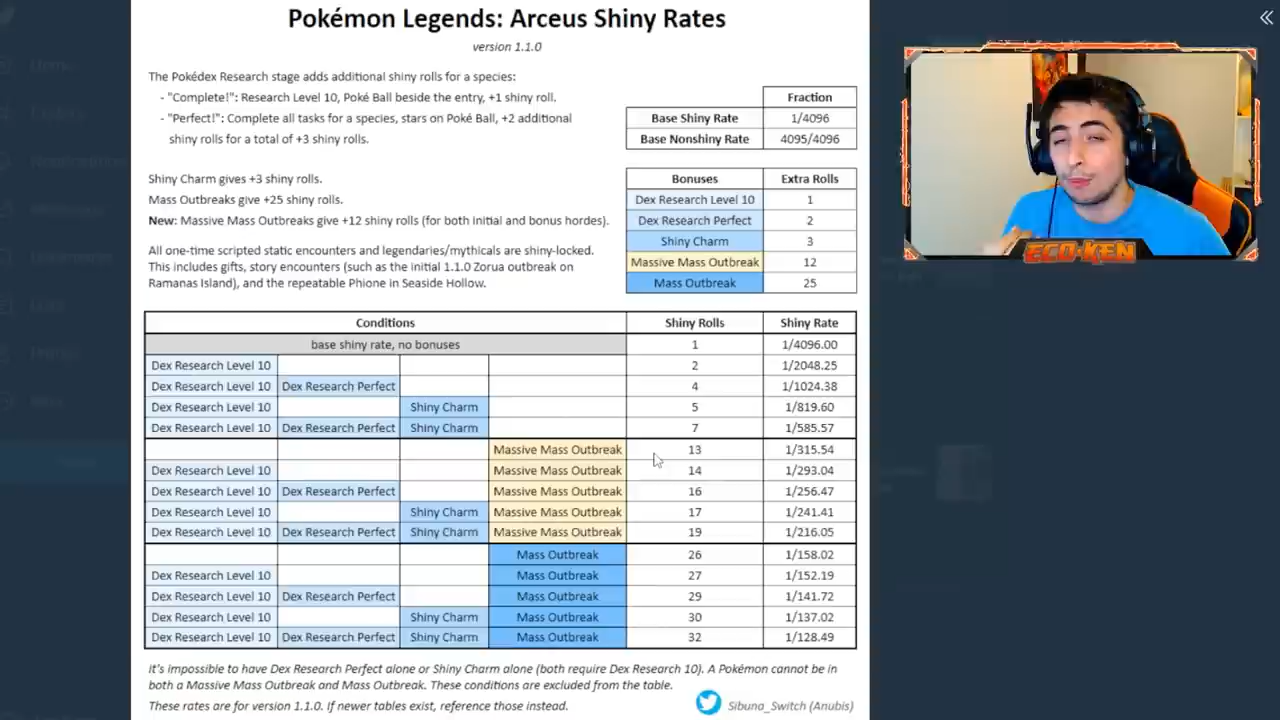 Pokémon Legends: Arceus Shiny Rates
version 1.1.0
The Pokédex Research stage adds additional shiny rolls for a species:
- "Complete!": Research Level 10, Poké Ball beside the entry, +1 shiny roll.
- "Perfect!": Complete all tasks for a species, stars on Poké Ball, +2 additional
shiny rolls for a total of +3 shiny rolls.
Fraction
Base Shiny Rate 1/4096
Base Nonshiny Rate 4095/4096
Shiny Charm gives +3 shiny rolls.
Mass Outbreaks give +25 shiny rolls.
New: Massive Mass Outbreaks give +12 shiny rolls (for both initial and bonus hordes).
All one-time scripted static encounters and legendaries/mythicals are shiny-locked.
This includes gifts, story encounters (such as the initial 1.1.0 Zorua outbreak on
Ramanas Island), and the repeatable Phione in Seaside Hollow.
Bonuses Extra Rolls
Dex Research Level 10 1
Dex Research Perfect 2
Shiny Charm 3
Massive Mass Outbreak 12
Mass Outbreak 25
ECO-KEN
Conditions Shiny Rolls Shiny Rate
base shiny rate, no bonuses 1 1/4096.00
Dex Research Level 10 2 1/2048.25
Dex Research Level 10 Dex Research Perfect 4 1/1024.38
Dex Research Level 10 Shiny Charm 5 1/819.60
Dex Research Level 10 Dex Research Perfect Shiny Charm 7 1/585.57
Massive Mass Outbreak 13 1/315.54
Dex Research Level 10 Massive Mass Outbreak 14 1/293.04
Dex Research Level 10 Dex Research Perfect Massive Mass Outbreak 16 1/256.47
Dex Research Level 10 Shiny Charm Massive Mass Outbreak 17 1/241.41
Dex Research Level 10 Dex Research Perfect Shiny Charm Massive Mass Outbreak 19 1/216.05
Mass Outbreak 26 1/158.02
Dex Research Level 10 Mass Outbreak 27 1/152.19
Dex Research Level 10 Dex Research Perfect Mass Outbreak 29 1/141.72
Dex Research Level 10 Shiny Charm Mass Outbreak 30 1/137.02
Dex Research Level 10 Dex Research Perfect Shiny Charm Mass Outbreak 32 1/128.49
It's impossible to have Dex Research Perfect alone or Shiny Charm alone (both require Dex Research 10). A Pokémon cannot be in
both a Massive Mass Outbreak and Mass Outbreak. These conditions are excluded from the table.
These rates are for version 1.1.0. If newer tables exist, reference those instead.
Sibuna_Switch (Anubis)